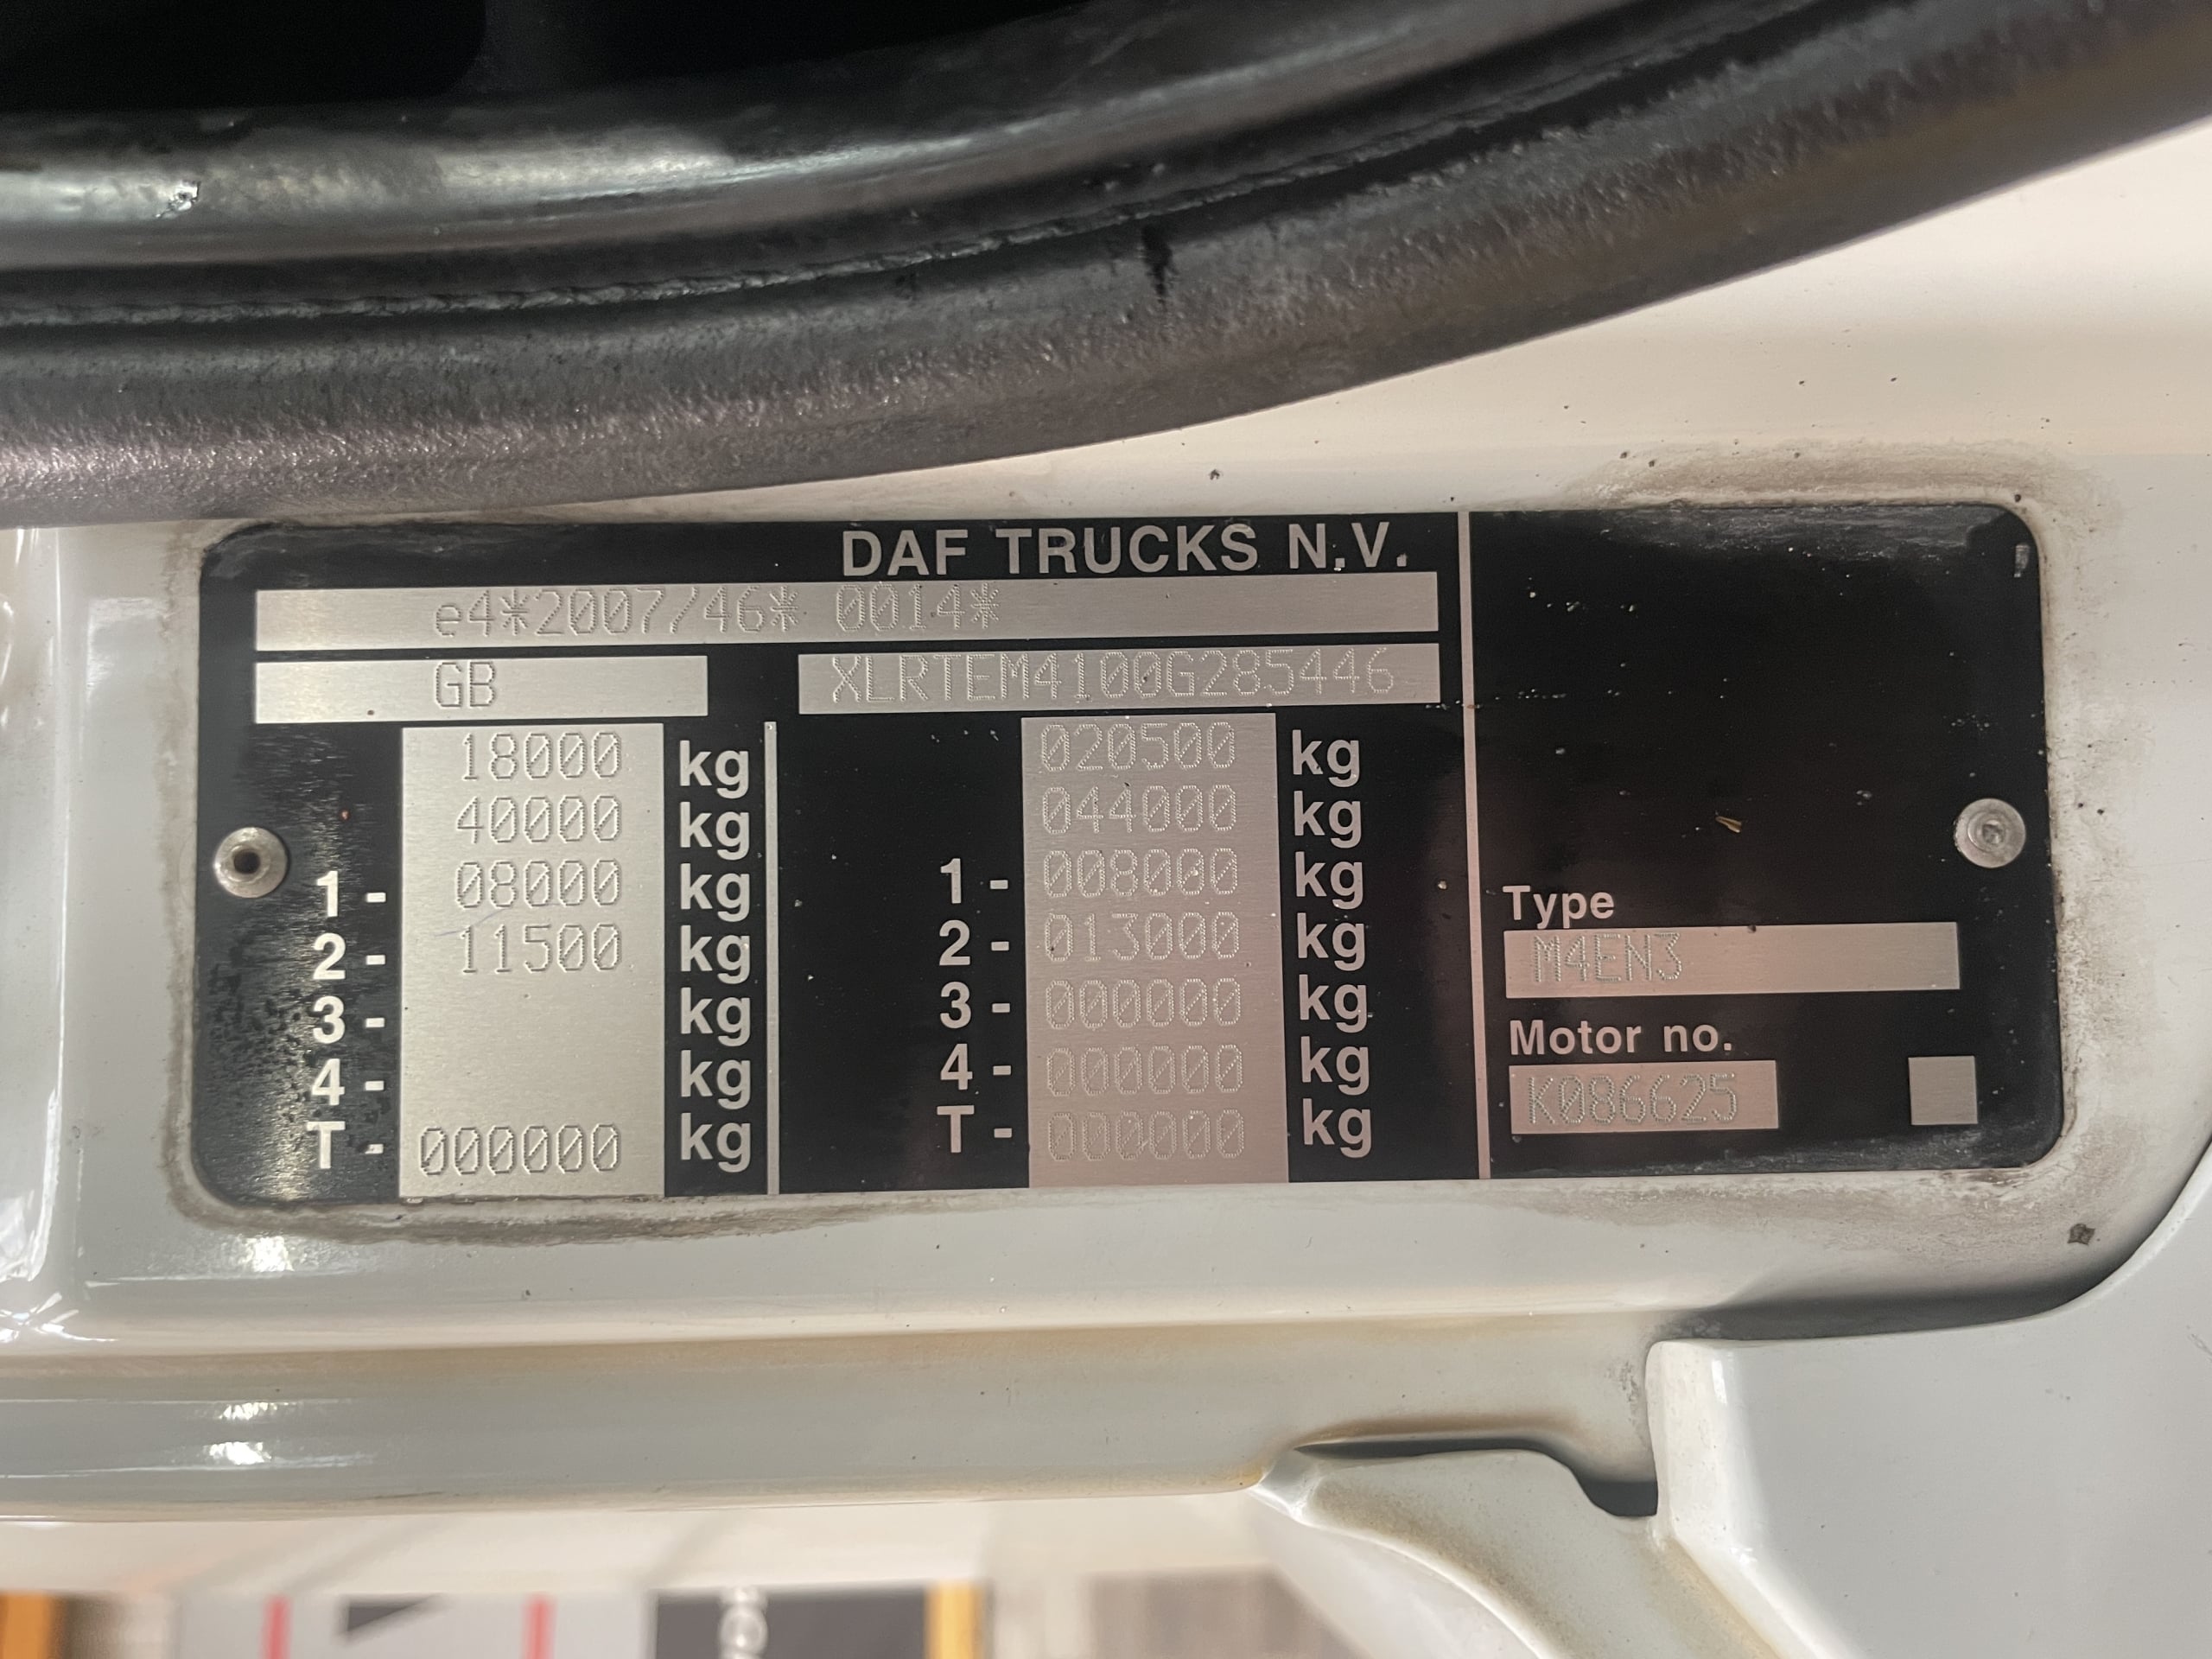 DAF TRUCKS N.V.
e4*2007/46* 0014*
GB XLRTEM4100G285446
18000 kg 020500 kg
40000 kg 044000 kg
1 - 08000 kg 1 - 008000 kg
2 - 11500 kg 2 - 013000 kg
3 - kg 3 - 000000 kg
4 - kg 4 - 000000 kg
T - 000000 kg T - 000000 kg
Type
M4EN3
Motor no.
K086625